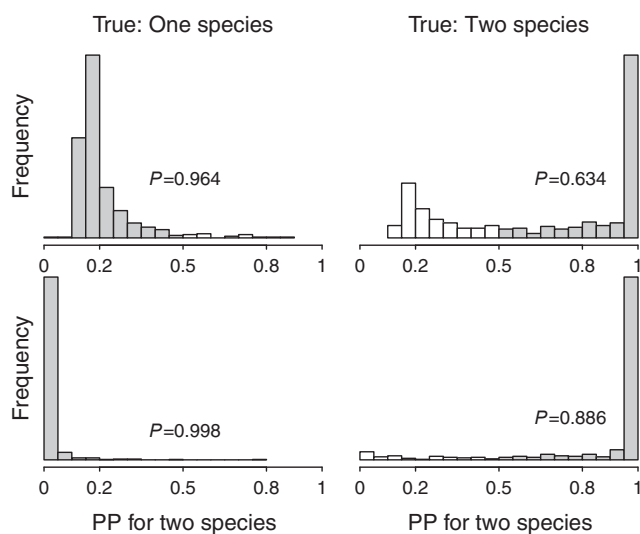 True: One species True: Two species
Frequency
P=0.964
P=0.634
0 0.2 0.5 0.8 1 0 0.2 0.5 0.8 1
Frequency
P=0.998
P=0.886
0 0.2 0.5 0.8 1 0 0.2 0.5 0.8 1
PP for two species PP for two species